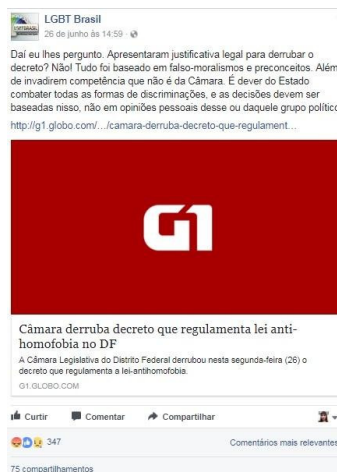 LGBT Brasil
26 de junho às 14:59 ·
Daí eu lhes pergunto. Apresentaram justificativa legal para derrubar o
decreto? Não! Tudo foi baseado em falso-moralismos e preconceitos. Além
de invadirem competência que não é da Câmara. É dever do Estado
combater todas as formas de discriminações, e as decisões devem ser
baseadas nisso, não em opiniões pessoais desse ou daquele grupo político
http://g1.globo.com/.../camara-derruba-decreto-que-regulament...
G1
Câmara derruba decreto que regulamenta lei anti-
homofobia no DF
A Câmara Legislativa do Distrito Federal derrubou nesta segunda-feira (26) o
decreto que regulamenta a lei-antihomofobia.
G1.GLOBO.COM
Curtir Comentar Compartilhar
347 Comentários mais relevantes
75 compartilhamentos